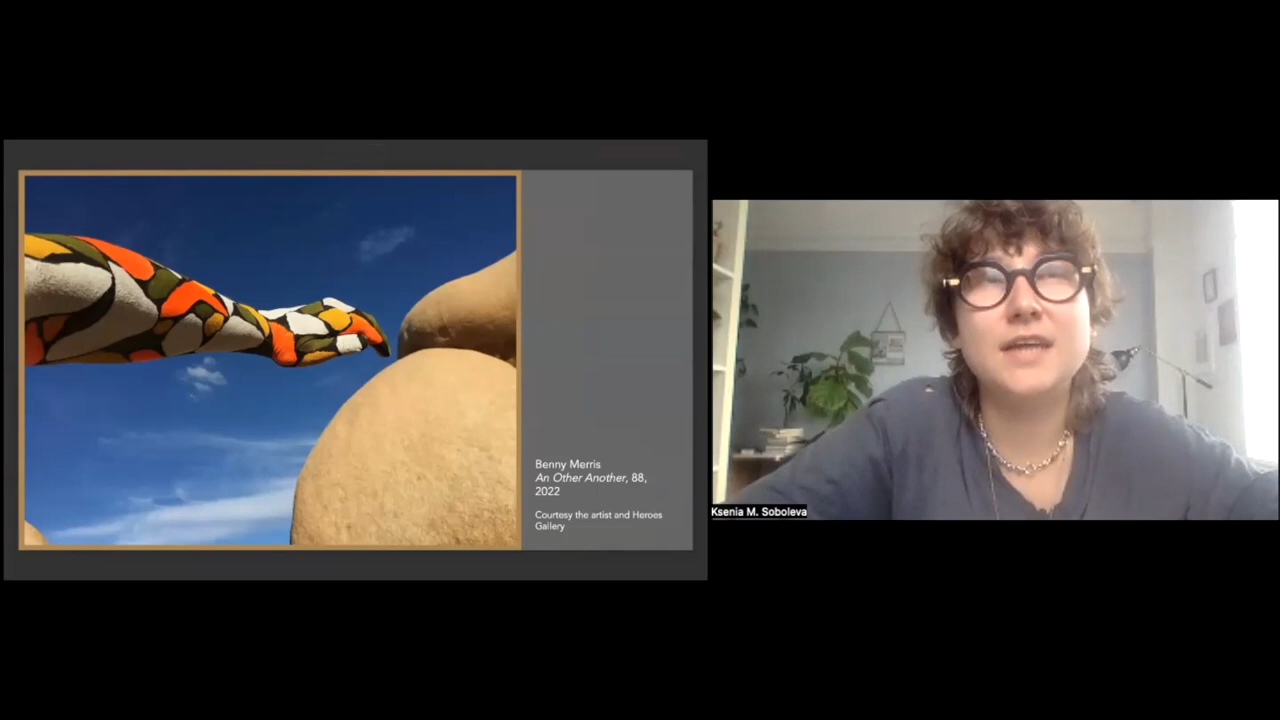 Benny Merris
An Other Another, 88,
2022
Courtesy the artist and Heroes
Gallery
Ksenia M. Soboleva